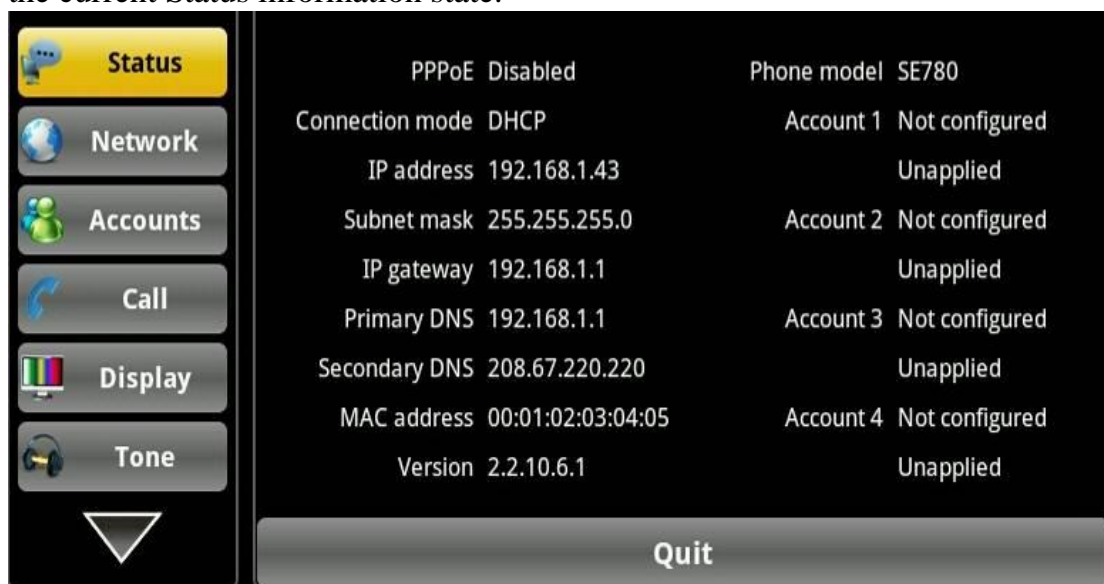 the current Status information state.
Status
Network
Accounts
Call
Display
Tone
PPPoE Disabled Phone model SE780
Connection mode DHCP Account 1 Not configured
IP address 192.168.1.43 Unapplied
Subnet mask 255.255.255.0 Account 2 Not configured
IP gateway 192.168.1.1 Unapplied
Primary DNS 192.168.1.1 Account 3 Not configured
Secondary DNS 208.67.220.220 Unapplied
MAC address 00:01:02:03:04:05 Account 4 Not configured
Version 2.2.10.6.1 Unapplied
Quit